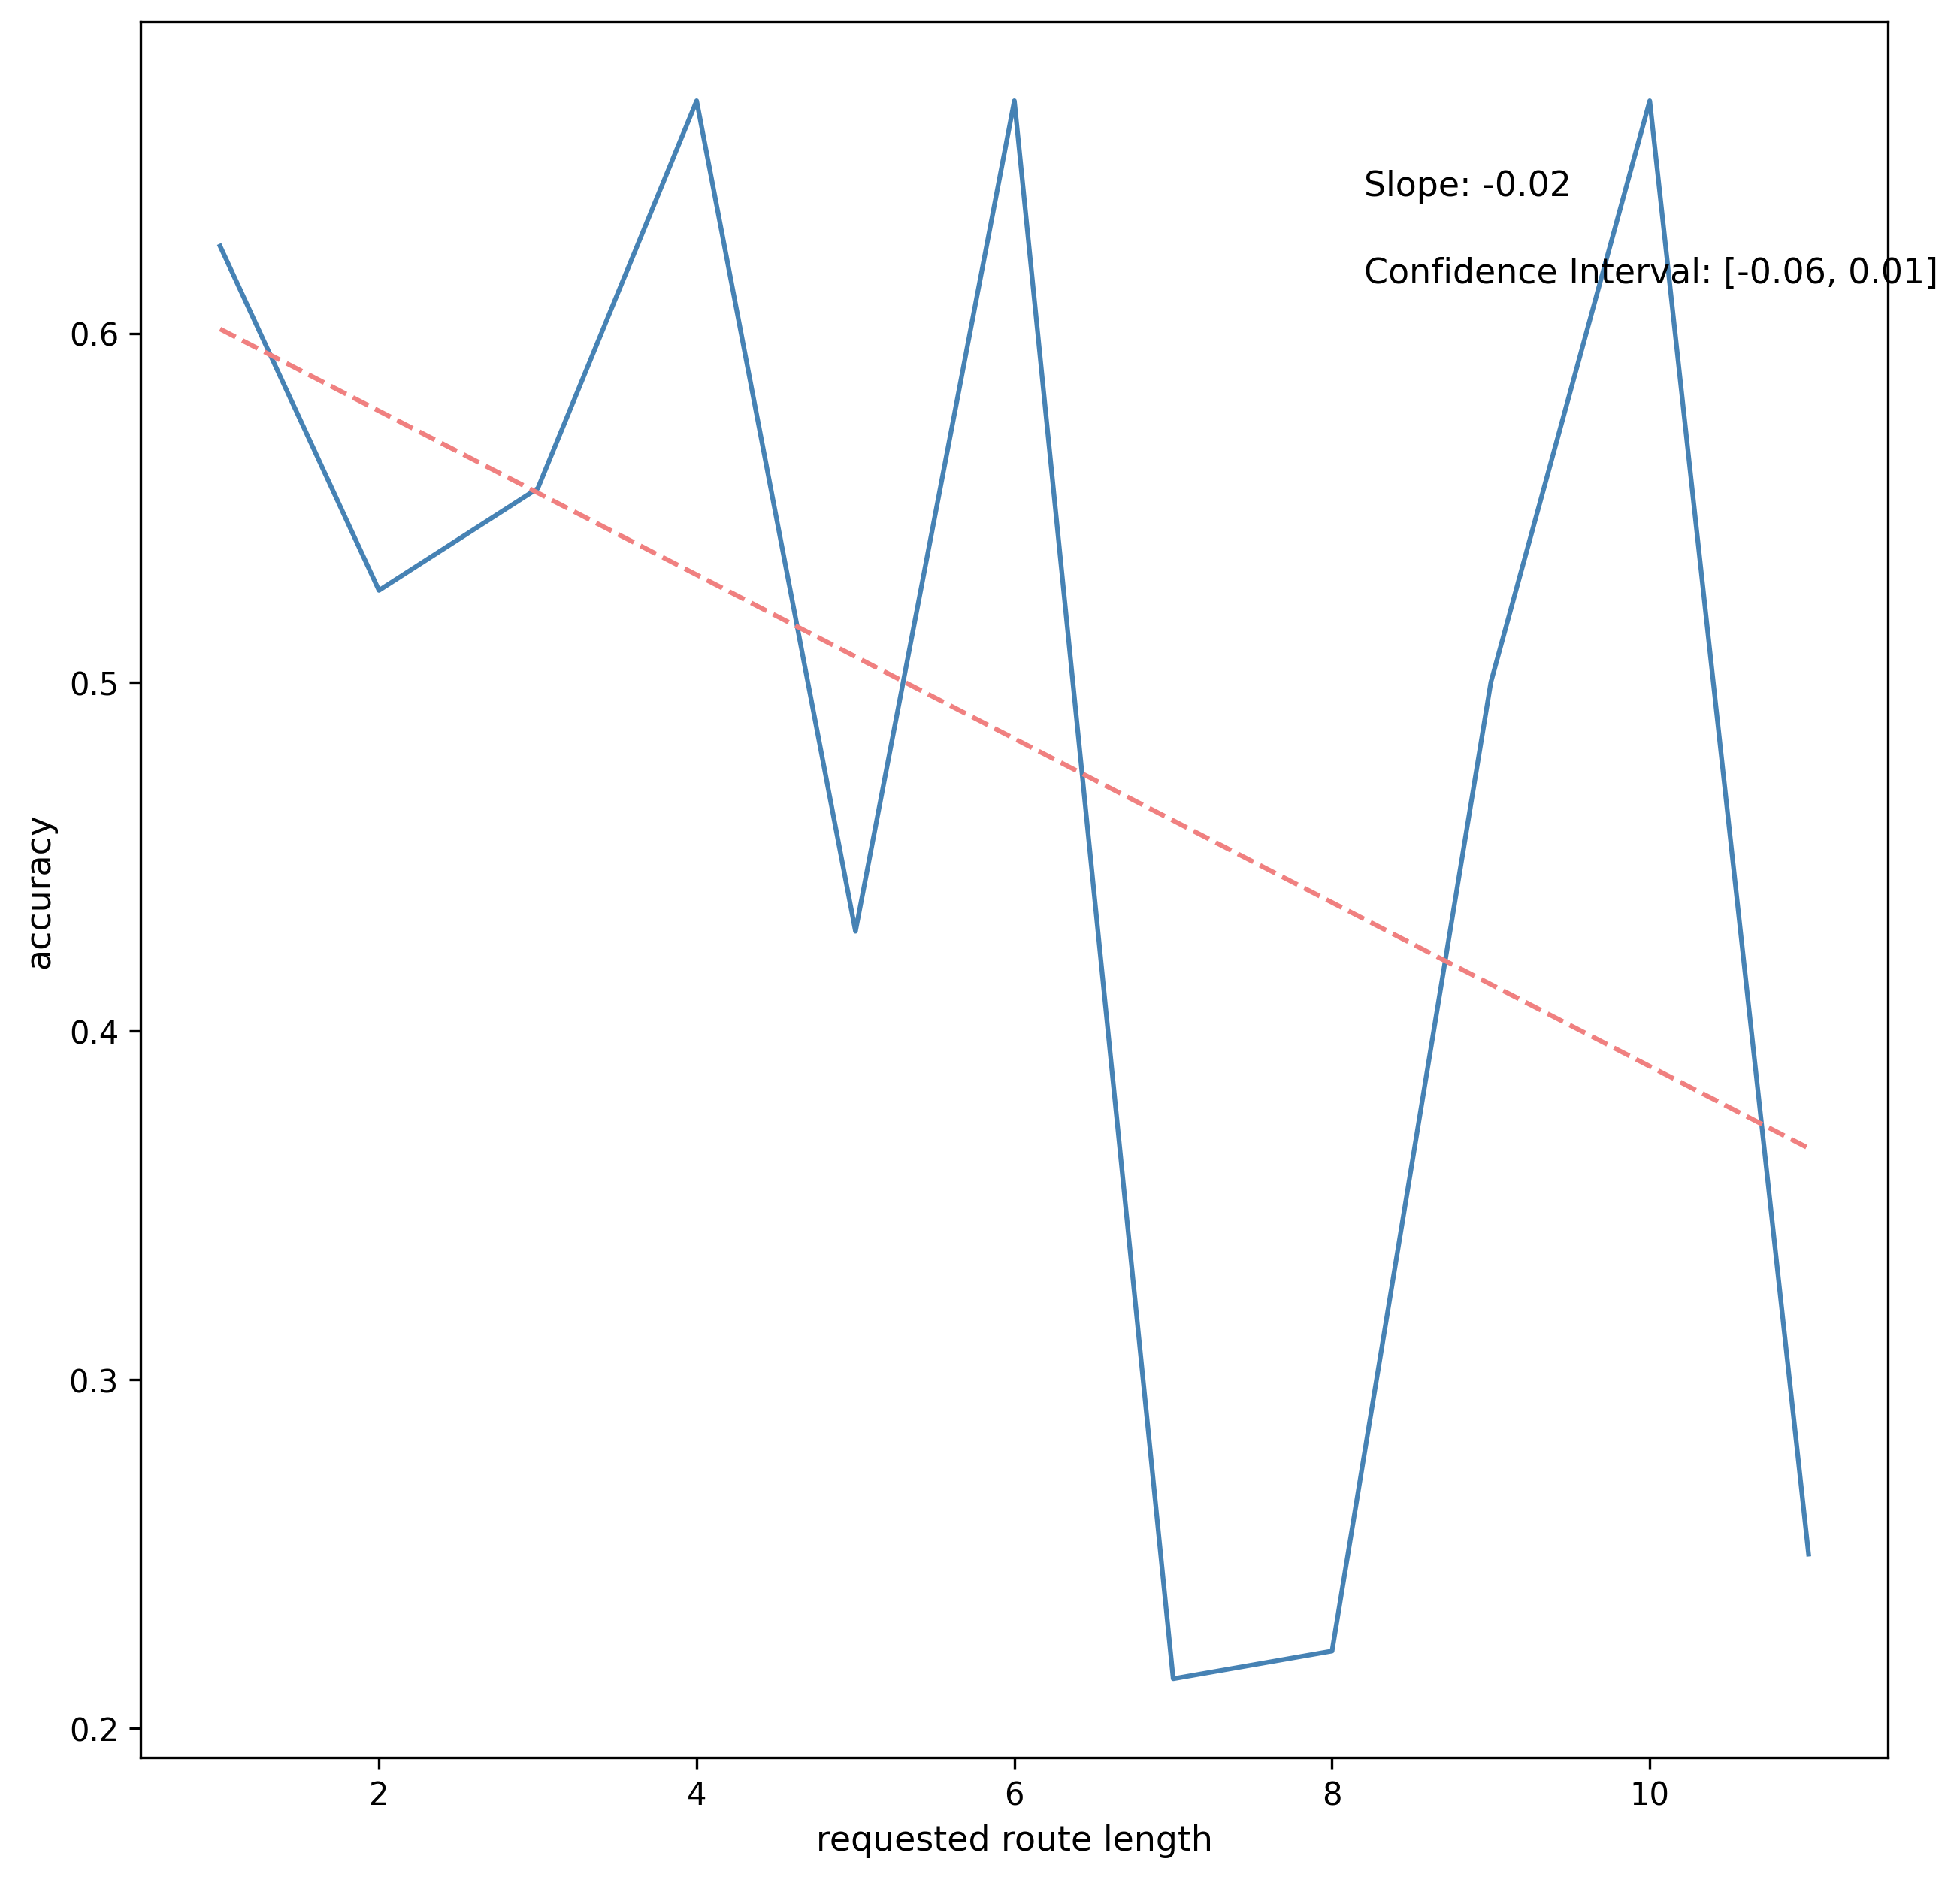 Slope: -0.02
Confidence Interval: [-0.06, 0.01]
0.6
0.5
0.4
0.3
0.2
accuracy
2 4 6 8 10
requested route length